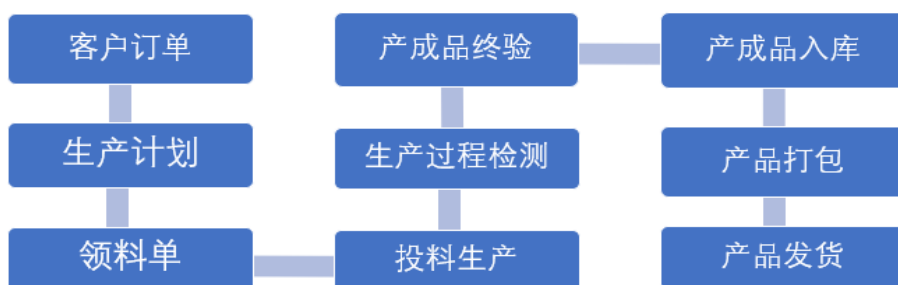 客户订单
生产计划
领料单
投料生产
生产过程检测
产成品终验
产成品入库
产品打包
产品发货